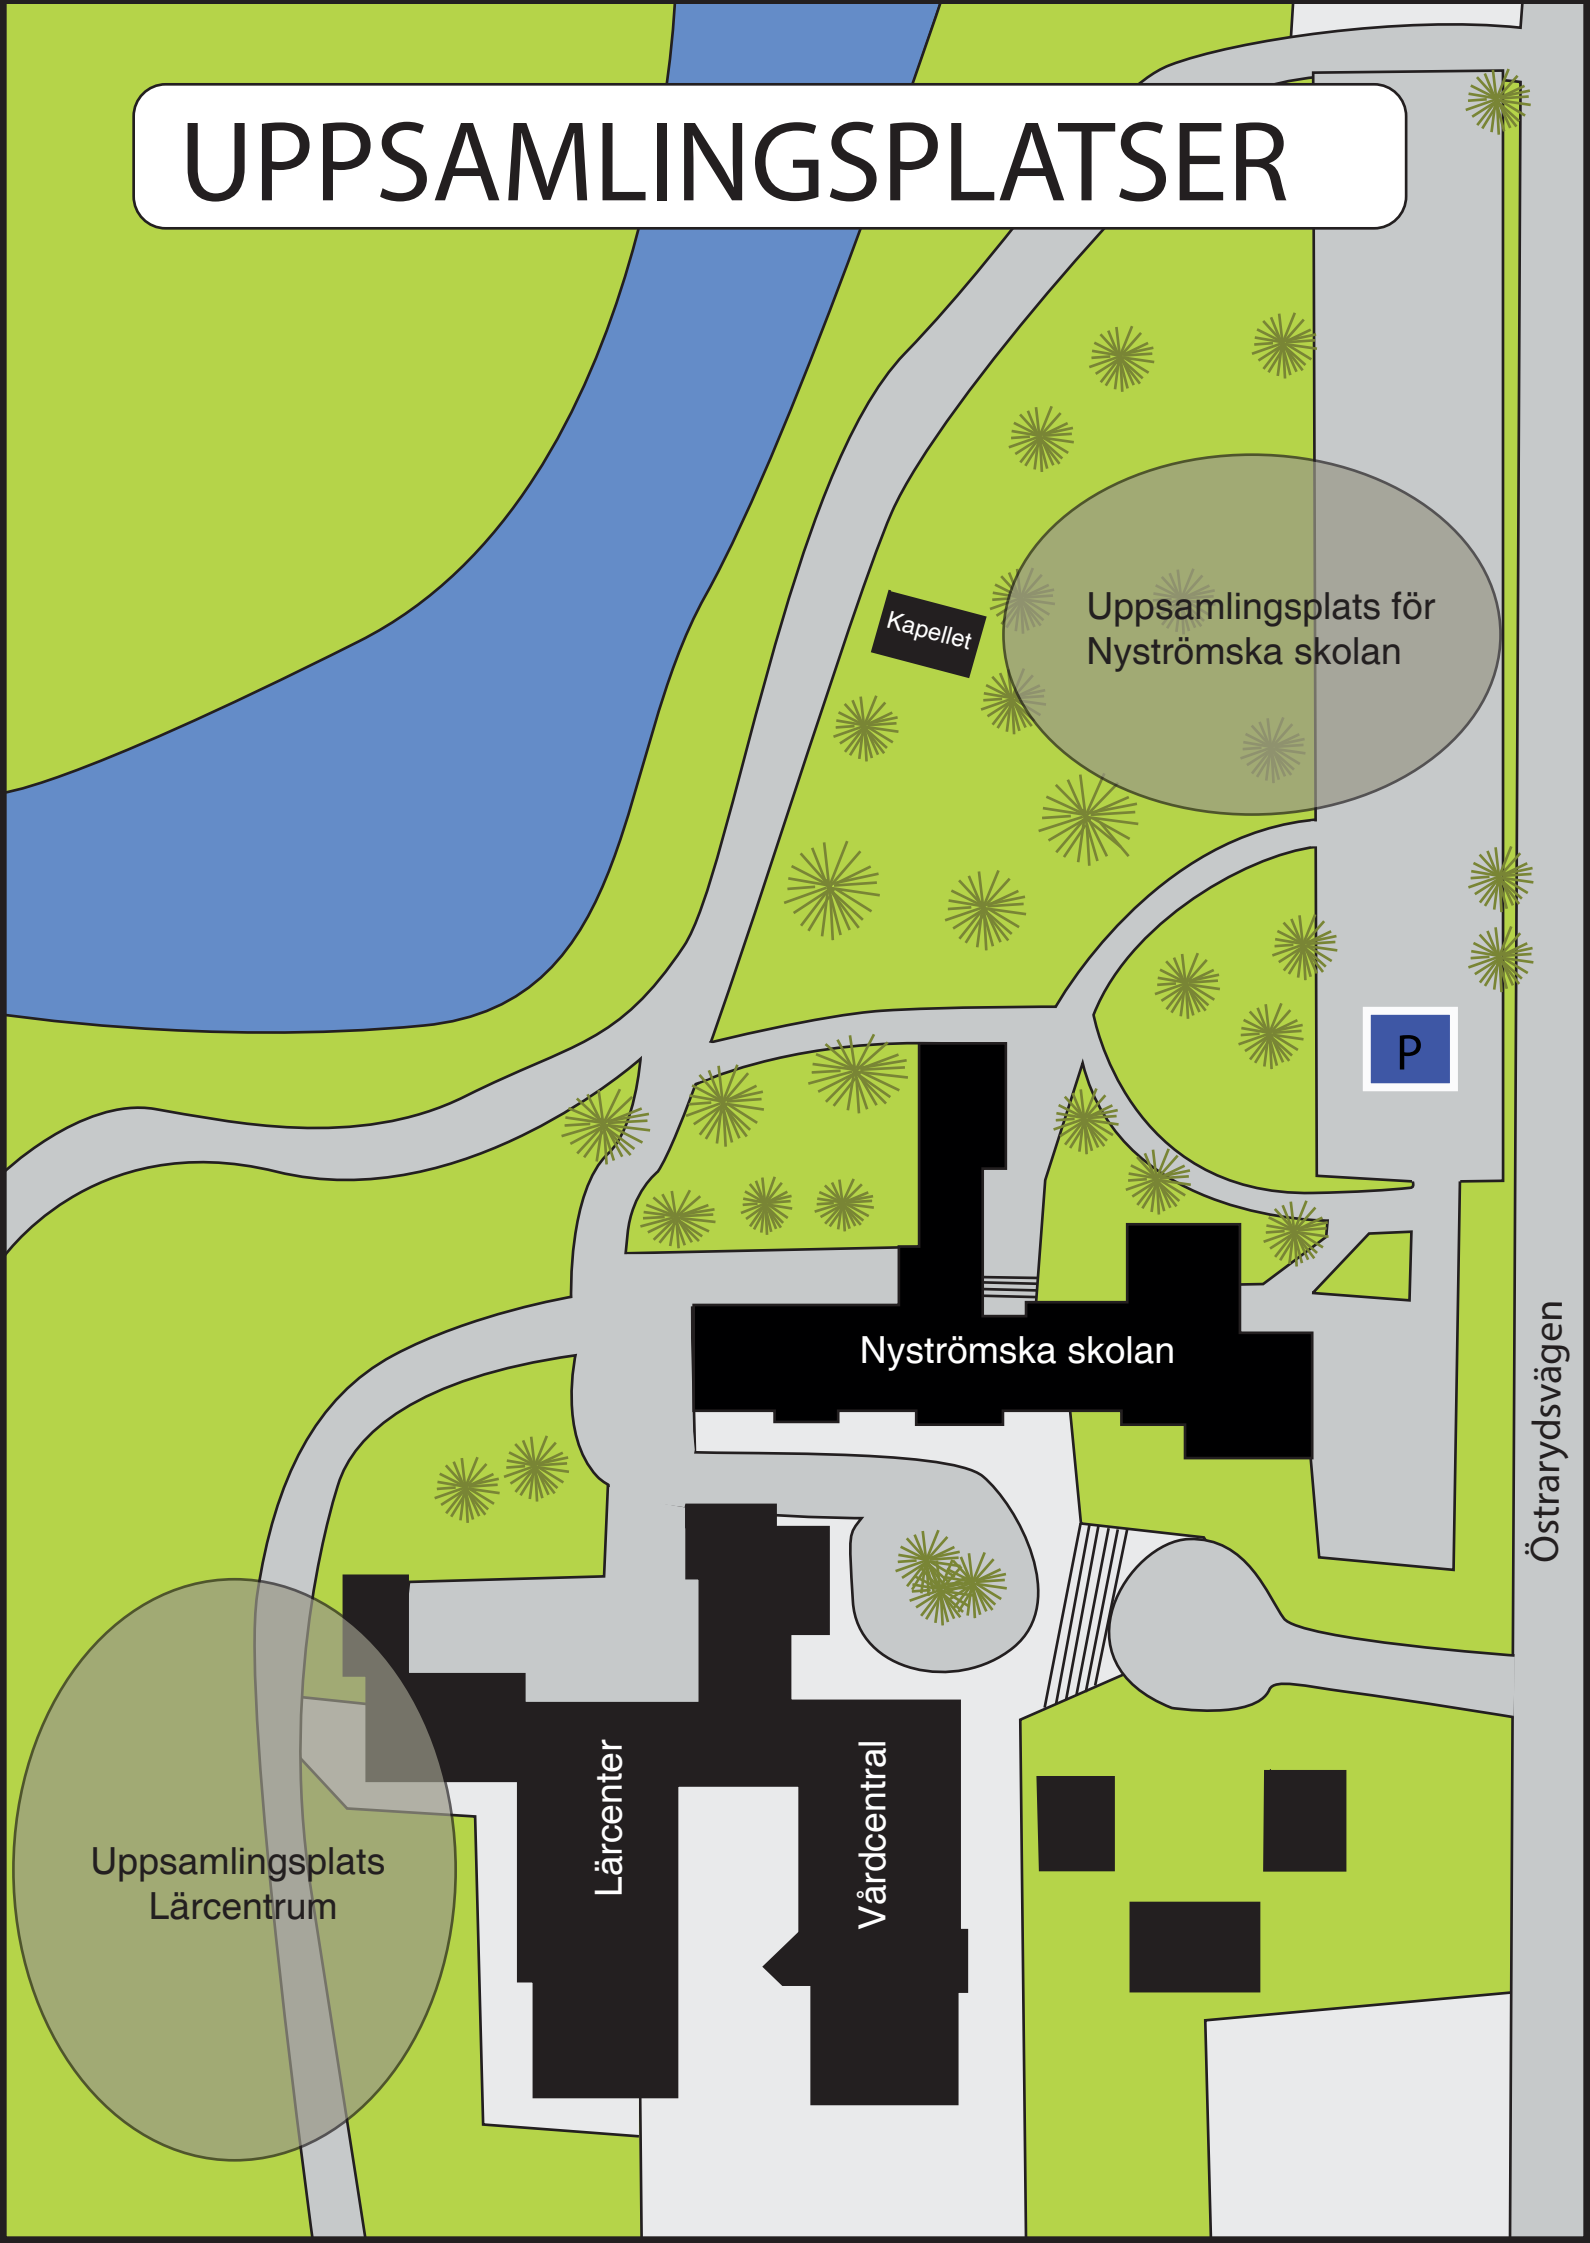 UPPSAMLINGSPLATSER
Uppsamlingsplats för
Nyströmska skolan
Kapellet
P
Nyströmska skolan
Östrarydsvägen
Lärcenter
Vårdcentral
Uppsamlingsplats
Lärcentrum